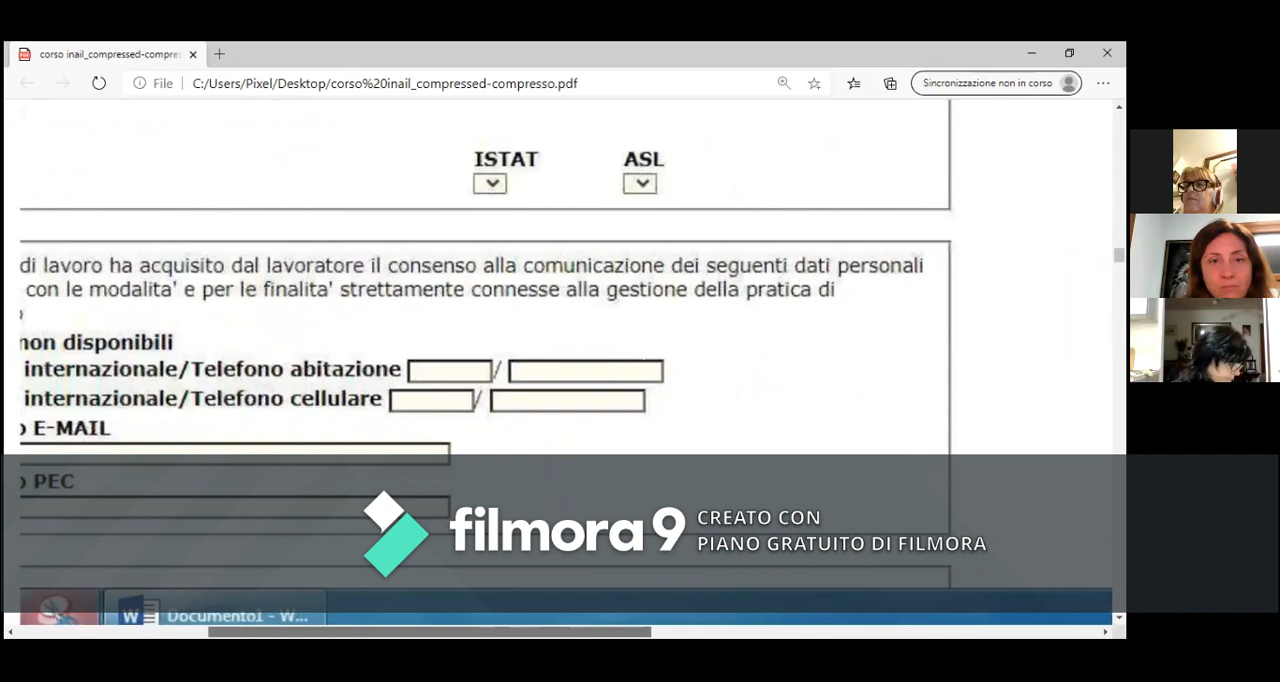 corso inail_compressed-compre
File
C:/Users/Pixel/Desktop/corso%20inail_compressed-compresso.pdf
Sincronizzazione non in corso
ISTAT ASL
di lavoro ha acquisito dal lavoratore il consenso alla comunicazione dei seguenti dati personali
con le modalita' e per le finalita' strettamente connesse alla gestione della pratica di
non disponibili
internazionale/Telefono abitazione /
internazionale/Telefono cellulare /
E-MAIL
PEC
filmora9 CREATO CON
PIANO GRATUITO DI FILMORA
Documento1 - W...